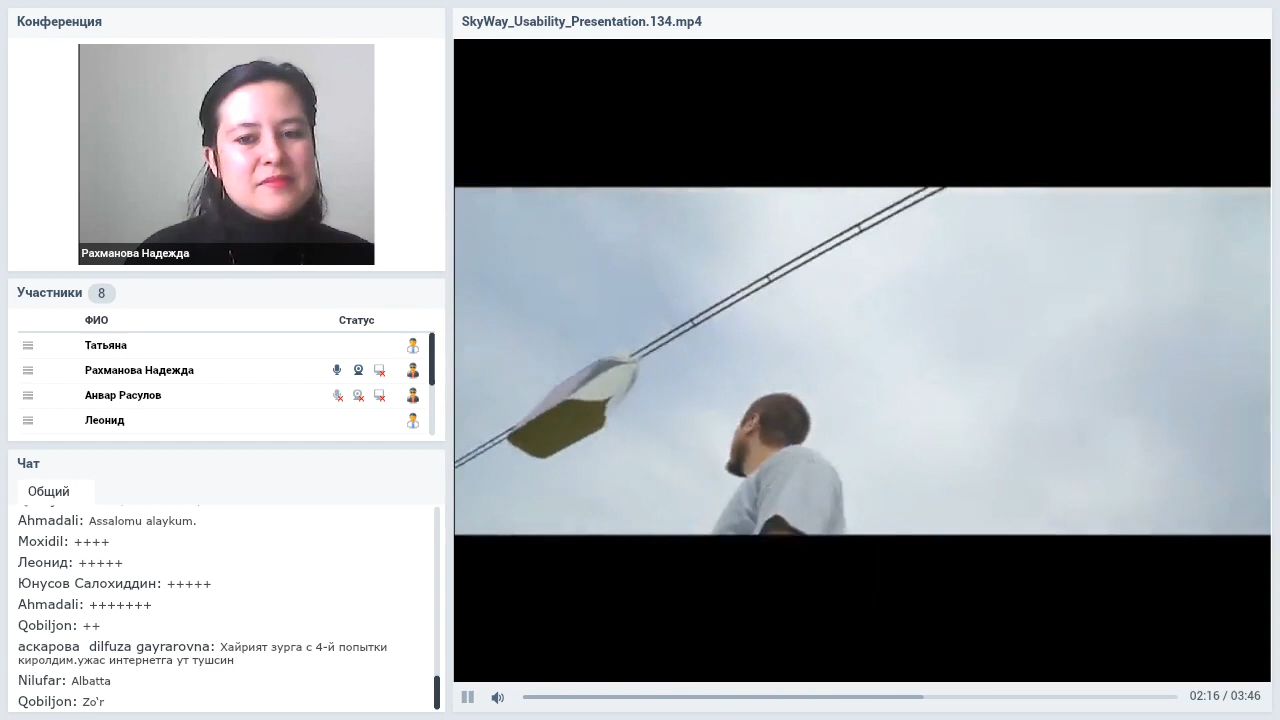 Конференция
Рахманова Надежда
Участники 8
ФИО Статус
Татьяна
Рахманова Надежда
Анвар Расулов
Леонид
Чат
Общий
Ahmadali: Assalomu alaykum.
Moxidil: ++++
Леонид: +++++
Юнусов Салохиддин: +++++
Ahmadali: +++++++
Qobiljon: ++
аскарова dilfuza gayrarovna: Хайрият зурга с 4-й попытки
киролдим.ужас интернетга ут тушсин
Nilufar: Albatta
Qobiljon: Zo'r
SkyWay_Usability_Presentation.134.mp4
02:16 / 03:46